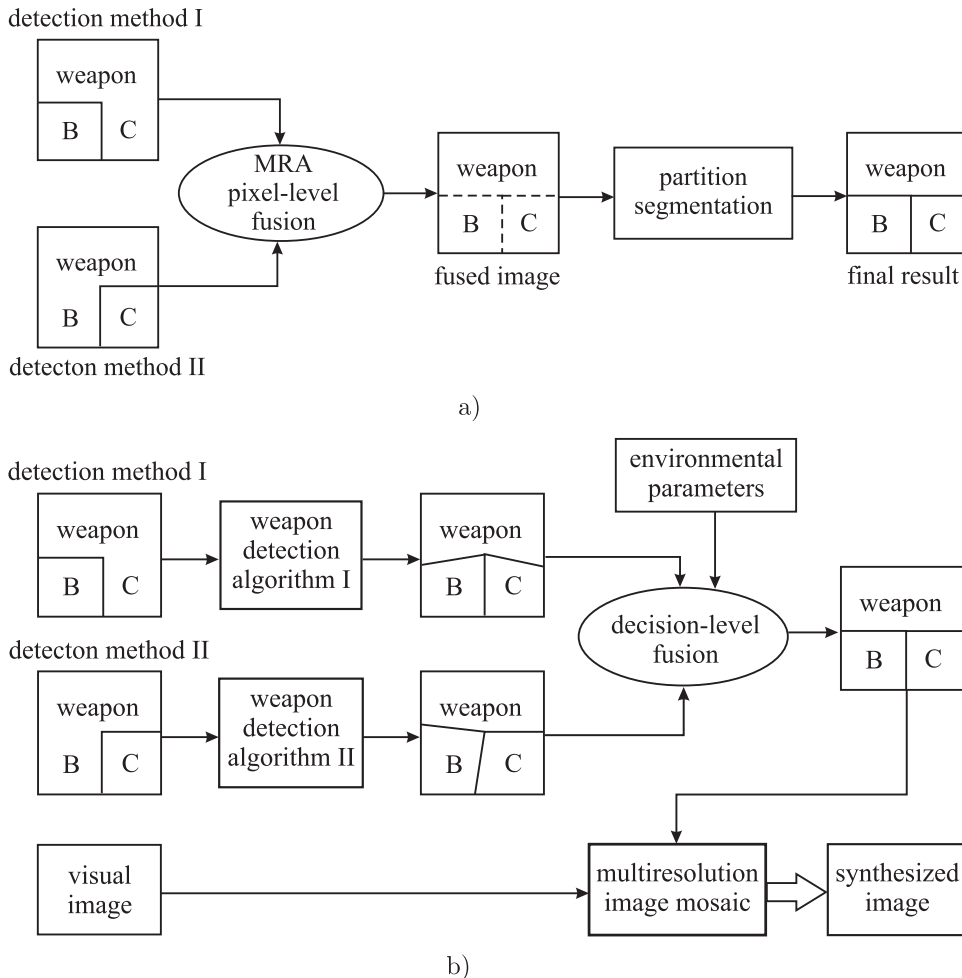 detection method I
weapon
B
C
MRA
pixel-level
fusion
weapon
B
C
fused image
partition
segmentation
weapon
B
C
final result
weapon
B
C
detecton method II
a)
detection method I
weapon
B
C
weapon
detection
algorithm I
weapon
B
C
environmental
parameters
decision-level
fusion
weapon
B
C
detecton method II
weapon
B
C
weapon
detection
algorithm II
weapon
B
C
visual
image
multiresolution
image mosaic
synthesized
image
b)